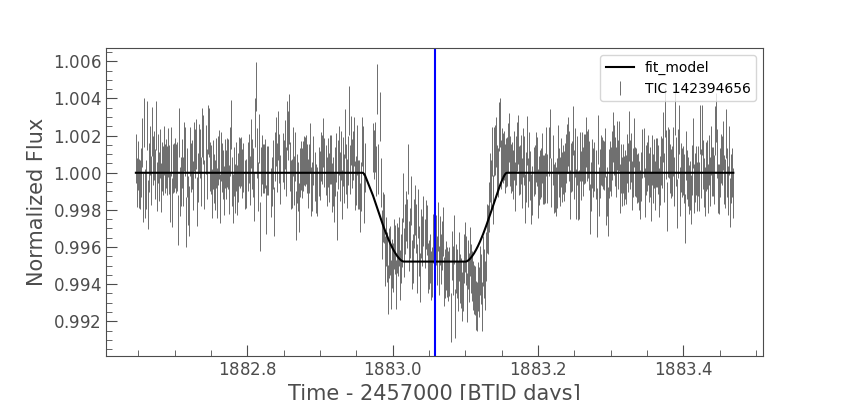 fit_model
TIC 142394656
1.006
1.004
1.002
1.000
0.998
0.996
0.994
0.992
Normalized Flux
1882.8 1883.0 1883.2 1883.4
Time - 2457000 [BTJD days]